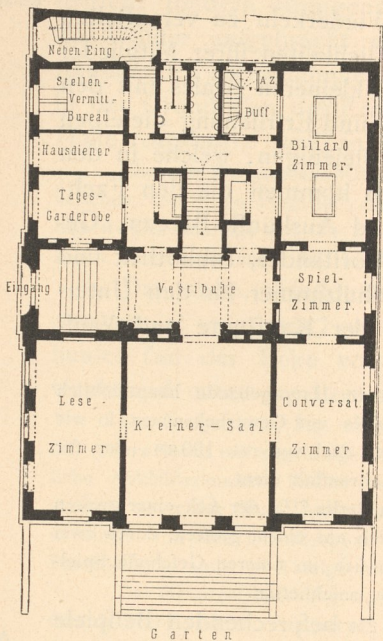 Neben-Eing.
Stellen-
Vermitt-
Bureau
A.Z.
Buff
Billard
Zimmer.
Hausdiener
Tages-
Garderobe
Eingang
Vestibule
Spiel-
Zimmer.
Lese-
Zimmer
Kleiner-Saal
Conversat.
Zimmer
Garten